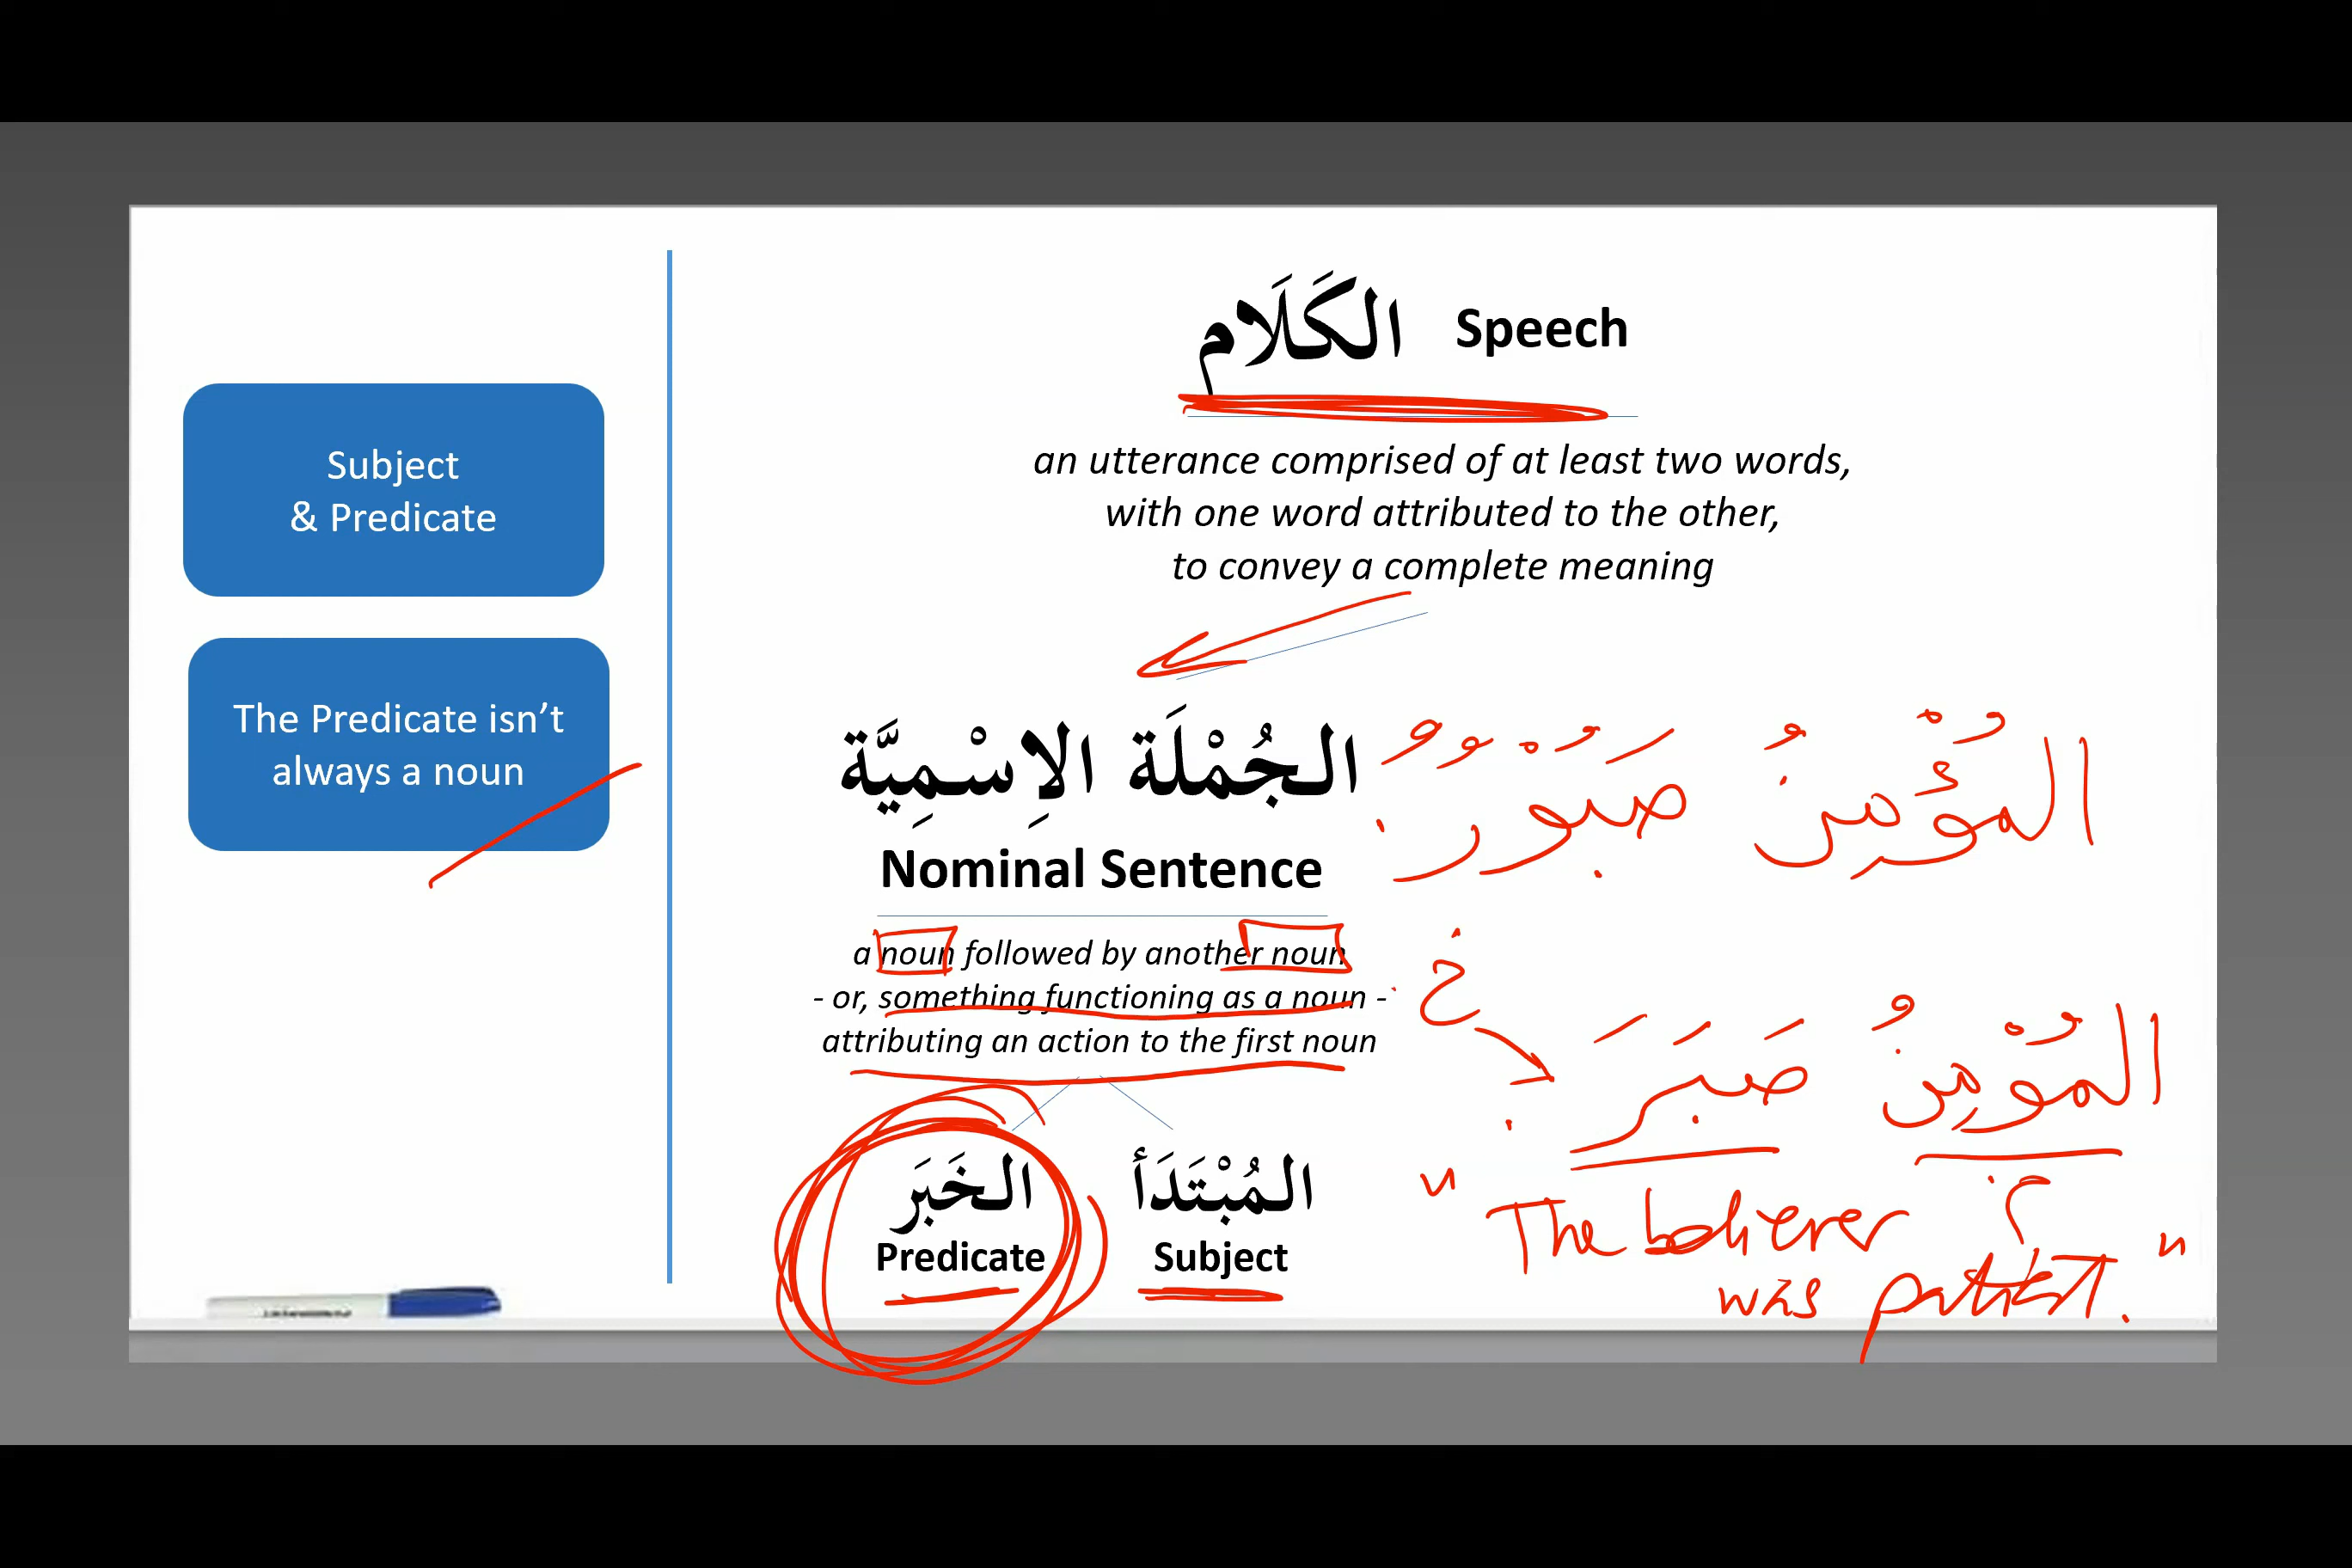 Subject
& Predicate
The Predicate isn’t
always a noun
الكَلَام Speech
an utterance comprised of at least two words,
with one word attributed to the other,
to convey a complete meaning
الجُمْلَة الاِسْمِيَّة
Nominal Sentence
a noun followed by another noun
- or, something functioning as a noun -
attributing an action to the first noun
المُبْتَدَأ
Subject
الخَبَر
Predicate
المُؤْمِنُ صَبُوْرٌ.
خ
المُوْمِنُ صَبَرَ.
"The believer
was patient."